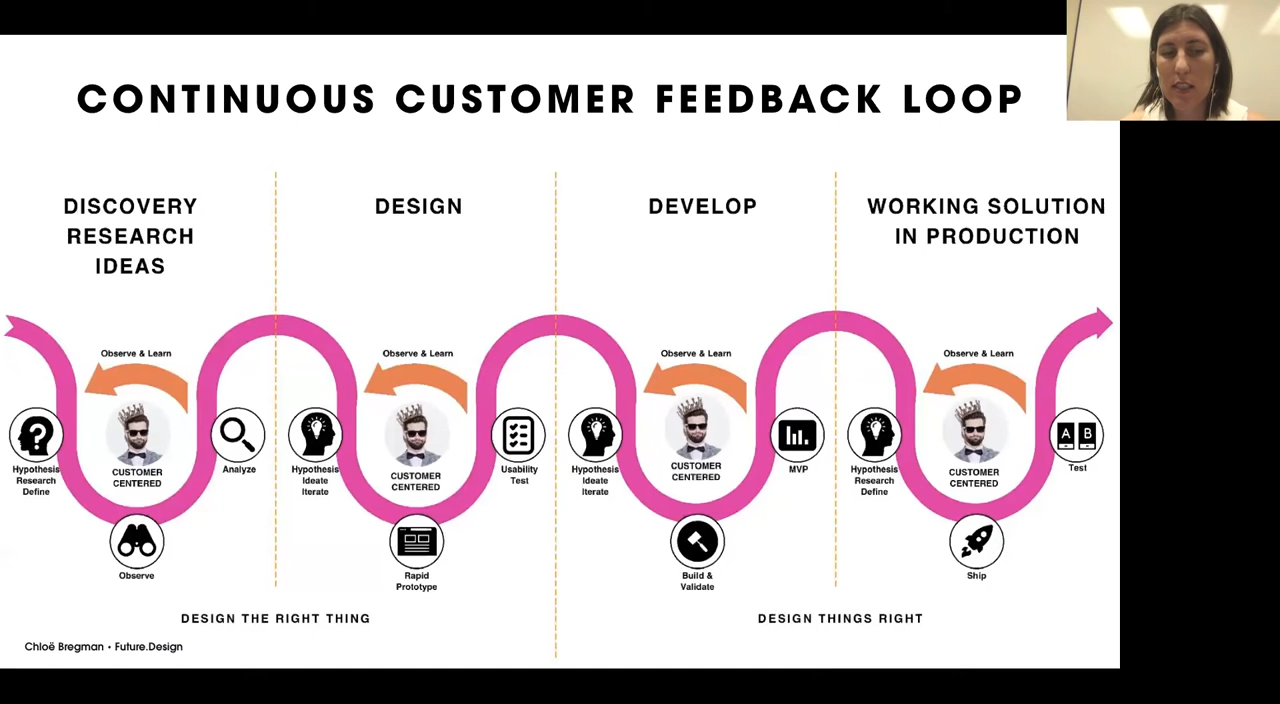 CONTINUOUS CUSTOMER FEEDBACK LOOP
DISCOVERY
RESEARCH
IDEAS
DESIGN
DEVELOP
WORKING SOLUTION
IN PRODUCTION
Observe & Learn
Hypothesis
Research
Define
CUSTOMER
CENTERED
Analyze
Observe
Observe & Learn
Hypothesis
Ideate
Iterate
CUSTOMER
CENTERED
Usability
Test
Rapid
Prototype
Observe & Learn
Hypothesis
Ideate
Iterate
CUSTOMER
CENTERED
MVP
Build &
Validate
Observe & Learn
Hypothesis
Research
Define
CUSTOMER
CENTERED
A B
Test
Ship
DESIGN THE RIGHT THING
DESIGN THINGS RIGHT
Chloë Bregman • Future.Design